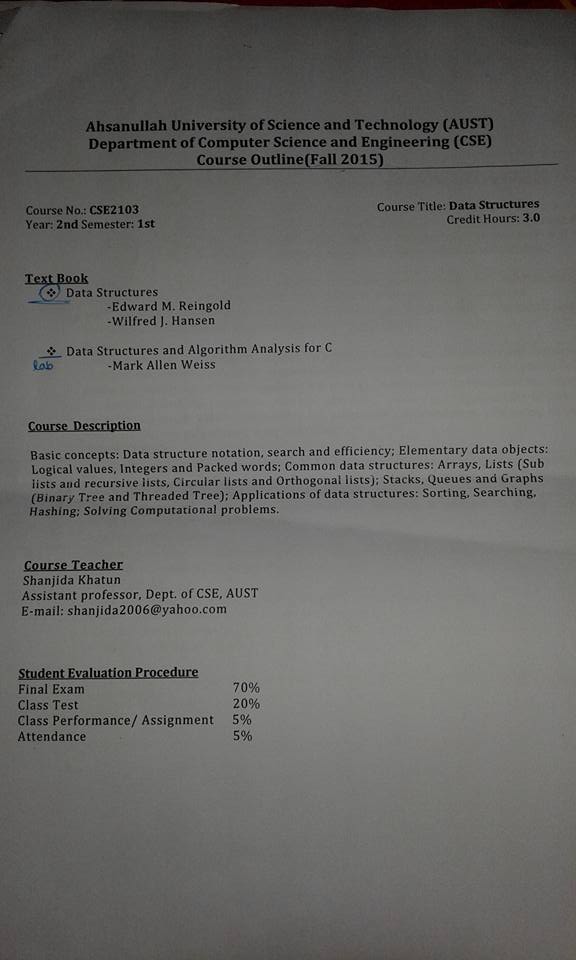 Ahsanullah University of Science and Technology (AUST)
Department of Computer Science and Engineering (CSE)
Course Outline(Fall 2015)
Course No.: CSE2103
Year: 2nd Semester: 1st
Course Title: Data Structures
Credit Hours: 3.0
Text Book
❖ Data Structures
-Edward M. Reingold
-Wilfred J. Hansen
❖ Data Structures and Algorithm Analysis for C
lab -Mark Allen Weiss
Course Description
Basic concepts: Data structure notation, search and efficiency; Elementary data objects:
Logical values, Integers and Packed words; Common data structures: Arrays, Lists (Sub
lists and recursive lists, Circular lists and Orthogonal lists); Stacks, Queues and Graphs
(Binary Tree and Threaded Tree); Applications of data structures: Sorting, Searching,
Hashing; Solving Computational problems.
Course Teacher
Shanjida Khatun
Assistant professor, Dept. of CSE, AUST
E-mail: shanjida2006@yahoo.com
Student Evaluation Procedure
Final Exam 70%
Class Test 20%
Class Performance/ Assignment 5%
Attendance 5%